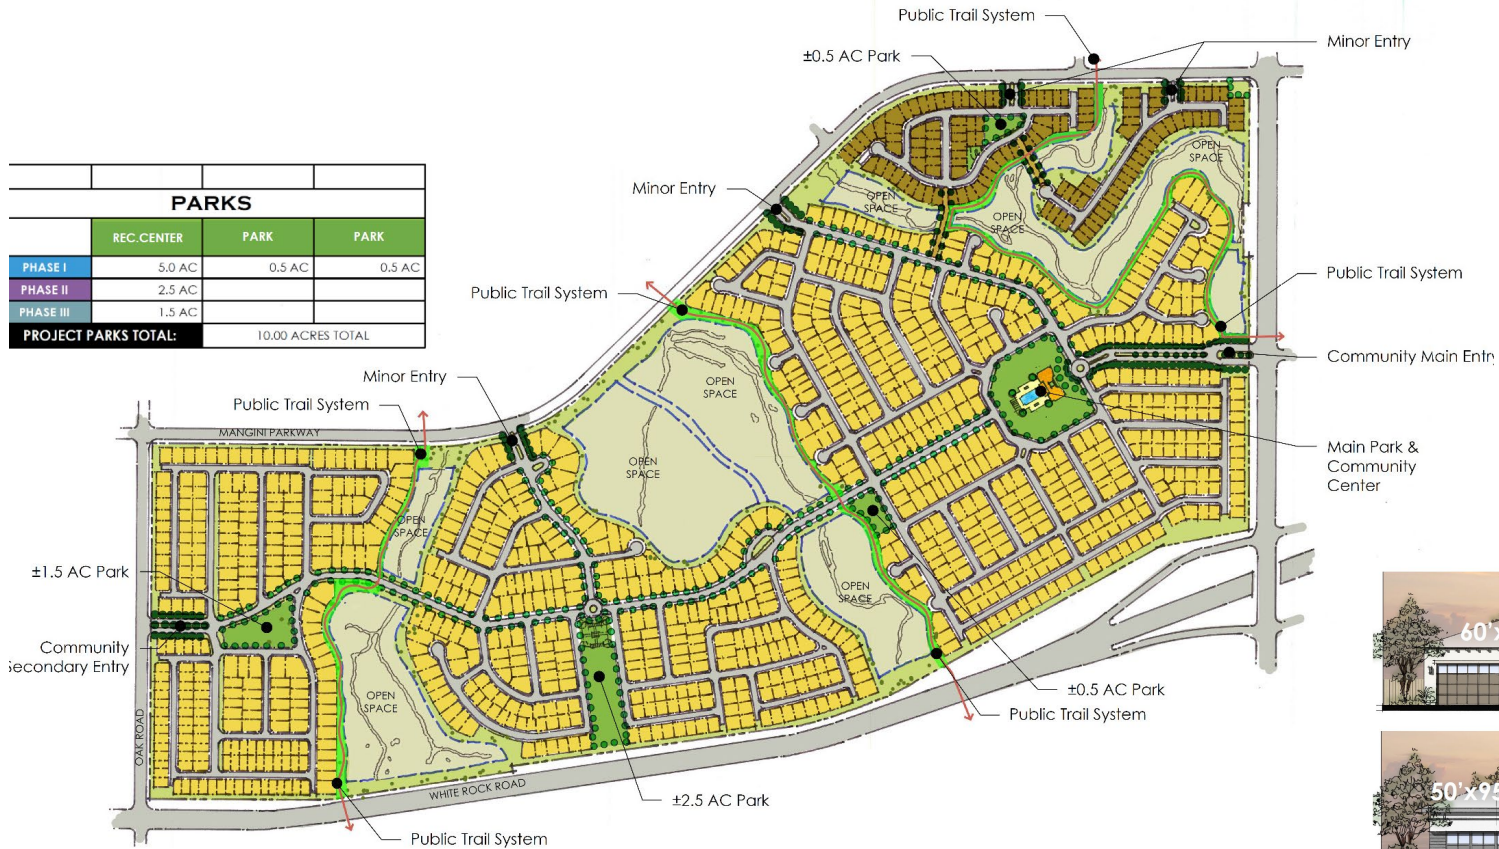 Public Trail System
±0.5 AC Park
Minor Entry
OPEN
SPACE
Minor Entry
OPEN
SPACE
OPEN
SPACE
PARKS
REC.CENTER PARK PARK
PHASE I 5.0 AC 0.5 AC 0.5 AC
PHASE II 2.5 AC
PHASE III 1.5 AC
PROJECT PARKS TOTAL: 10.00 ACRES TOTAL
Public Trail System
Public Trail System
Community Main Entry
Minor Entry
Public Trail System
MANGINI PARKWAY
OPEN
SPACE
OPEN
SPACE
Main Park &
Community
Center
OPEN
SPACE
±1.5 AC Park
OPEN
SPACE
Community
Secondary Entry
60'x
OPEN
SPACE
±0.5 AC Park
Public Trail System
OAK ROAD
WHITE ROCK ROAD
±2.5 AC Park
50'x95
Public Trail System